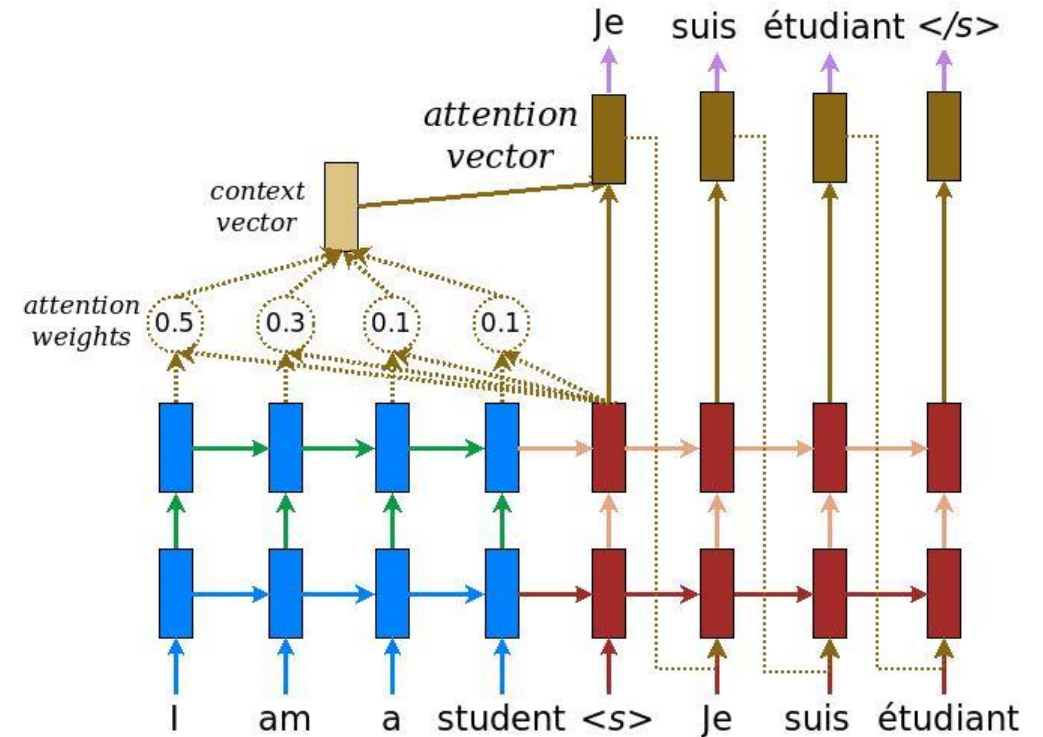 Je suis étudiant </s>
attention
vector
context
vector
attention
weights
0.5 0.3 0.1 0.1
I am a student <s> Je suis étudiant